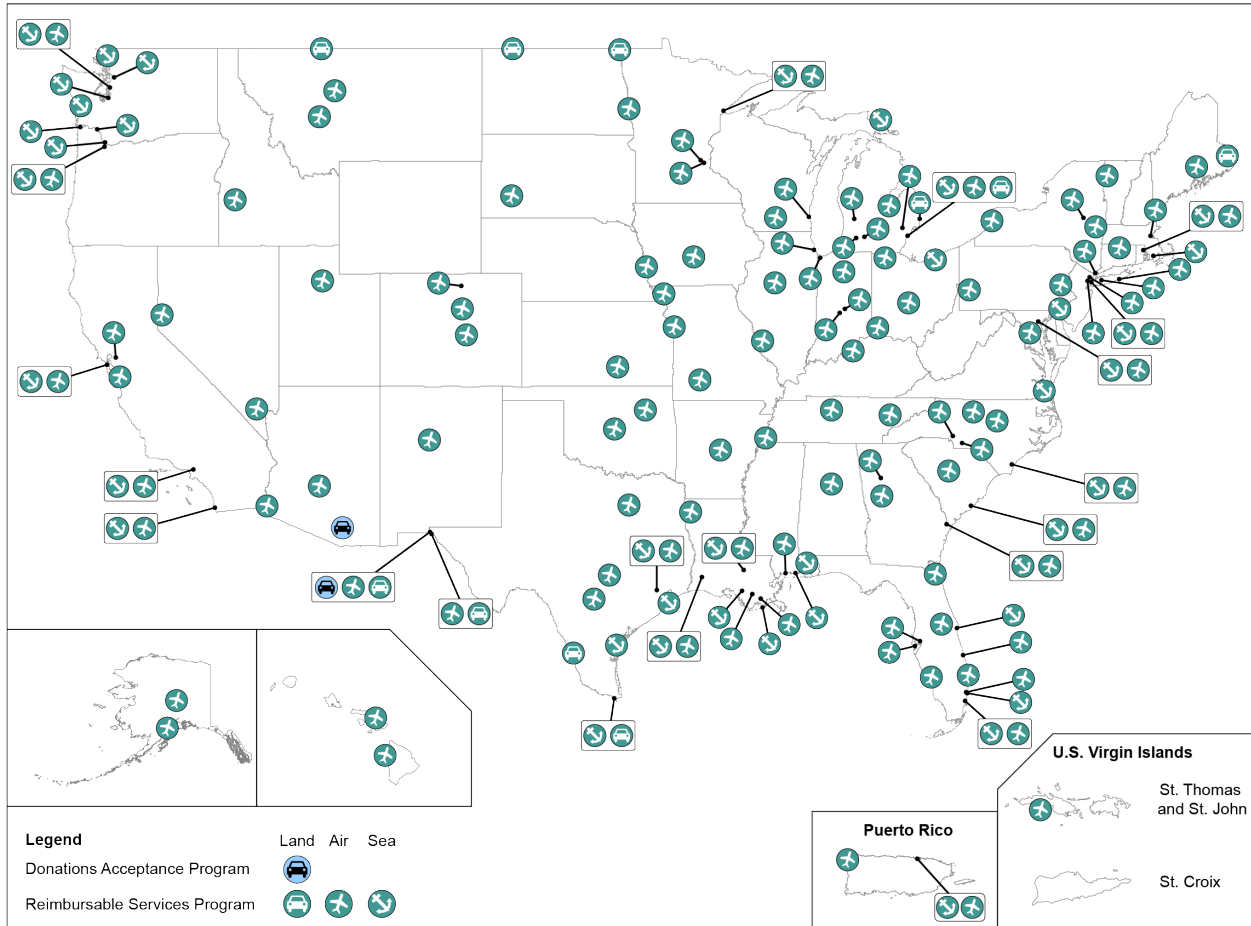 U.S. Virgin Islands
St. Thomas
and St. John
Puerto Rico
St. Croix
Legend
Land Air Sea
Donations Acceptance Program
Reimbursable Services Program